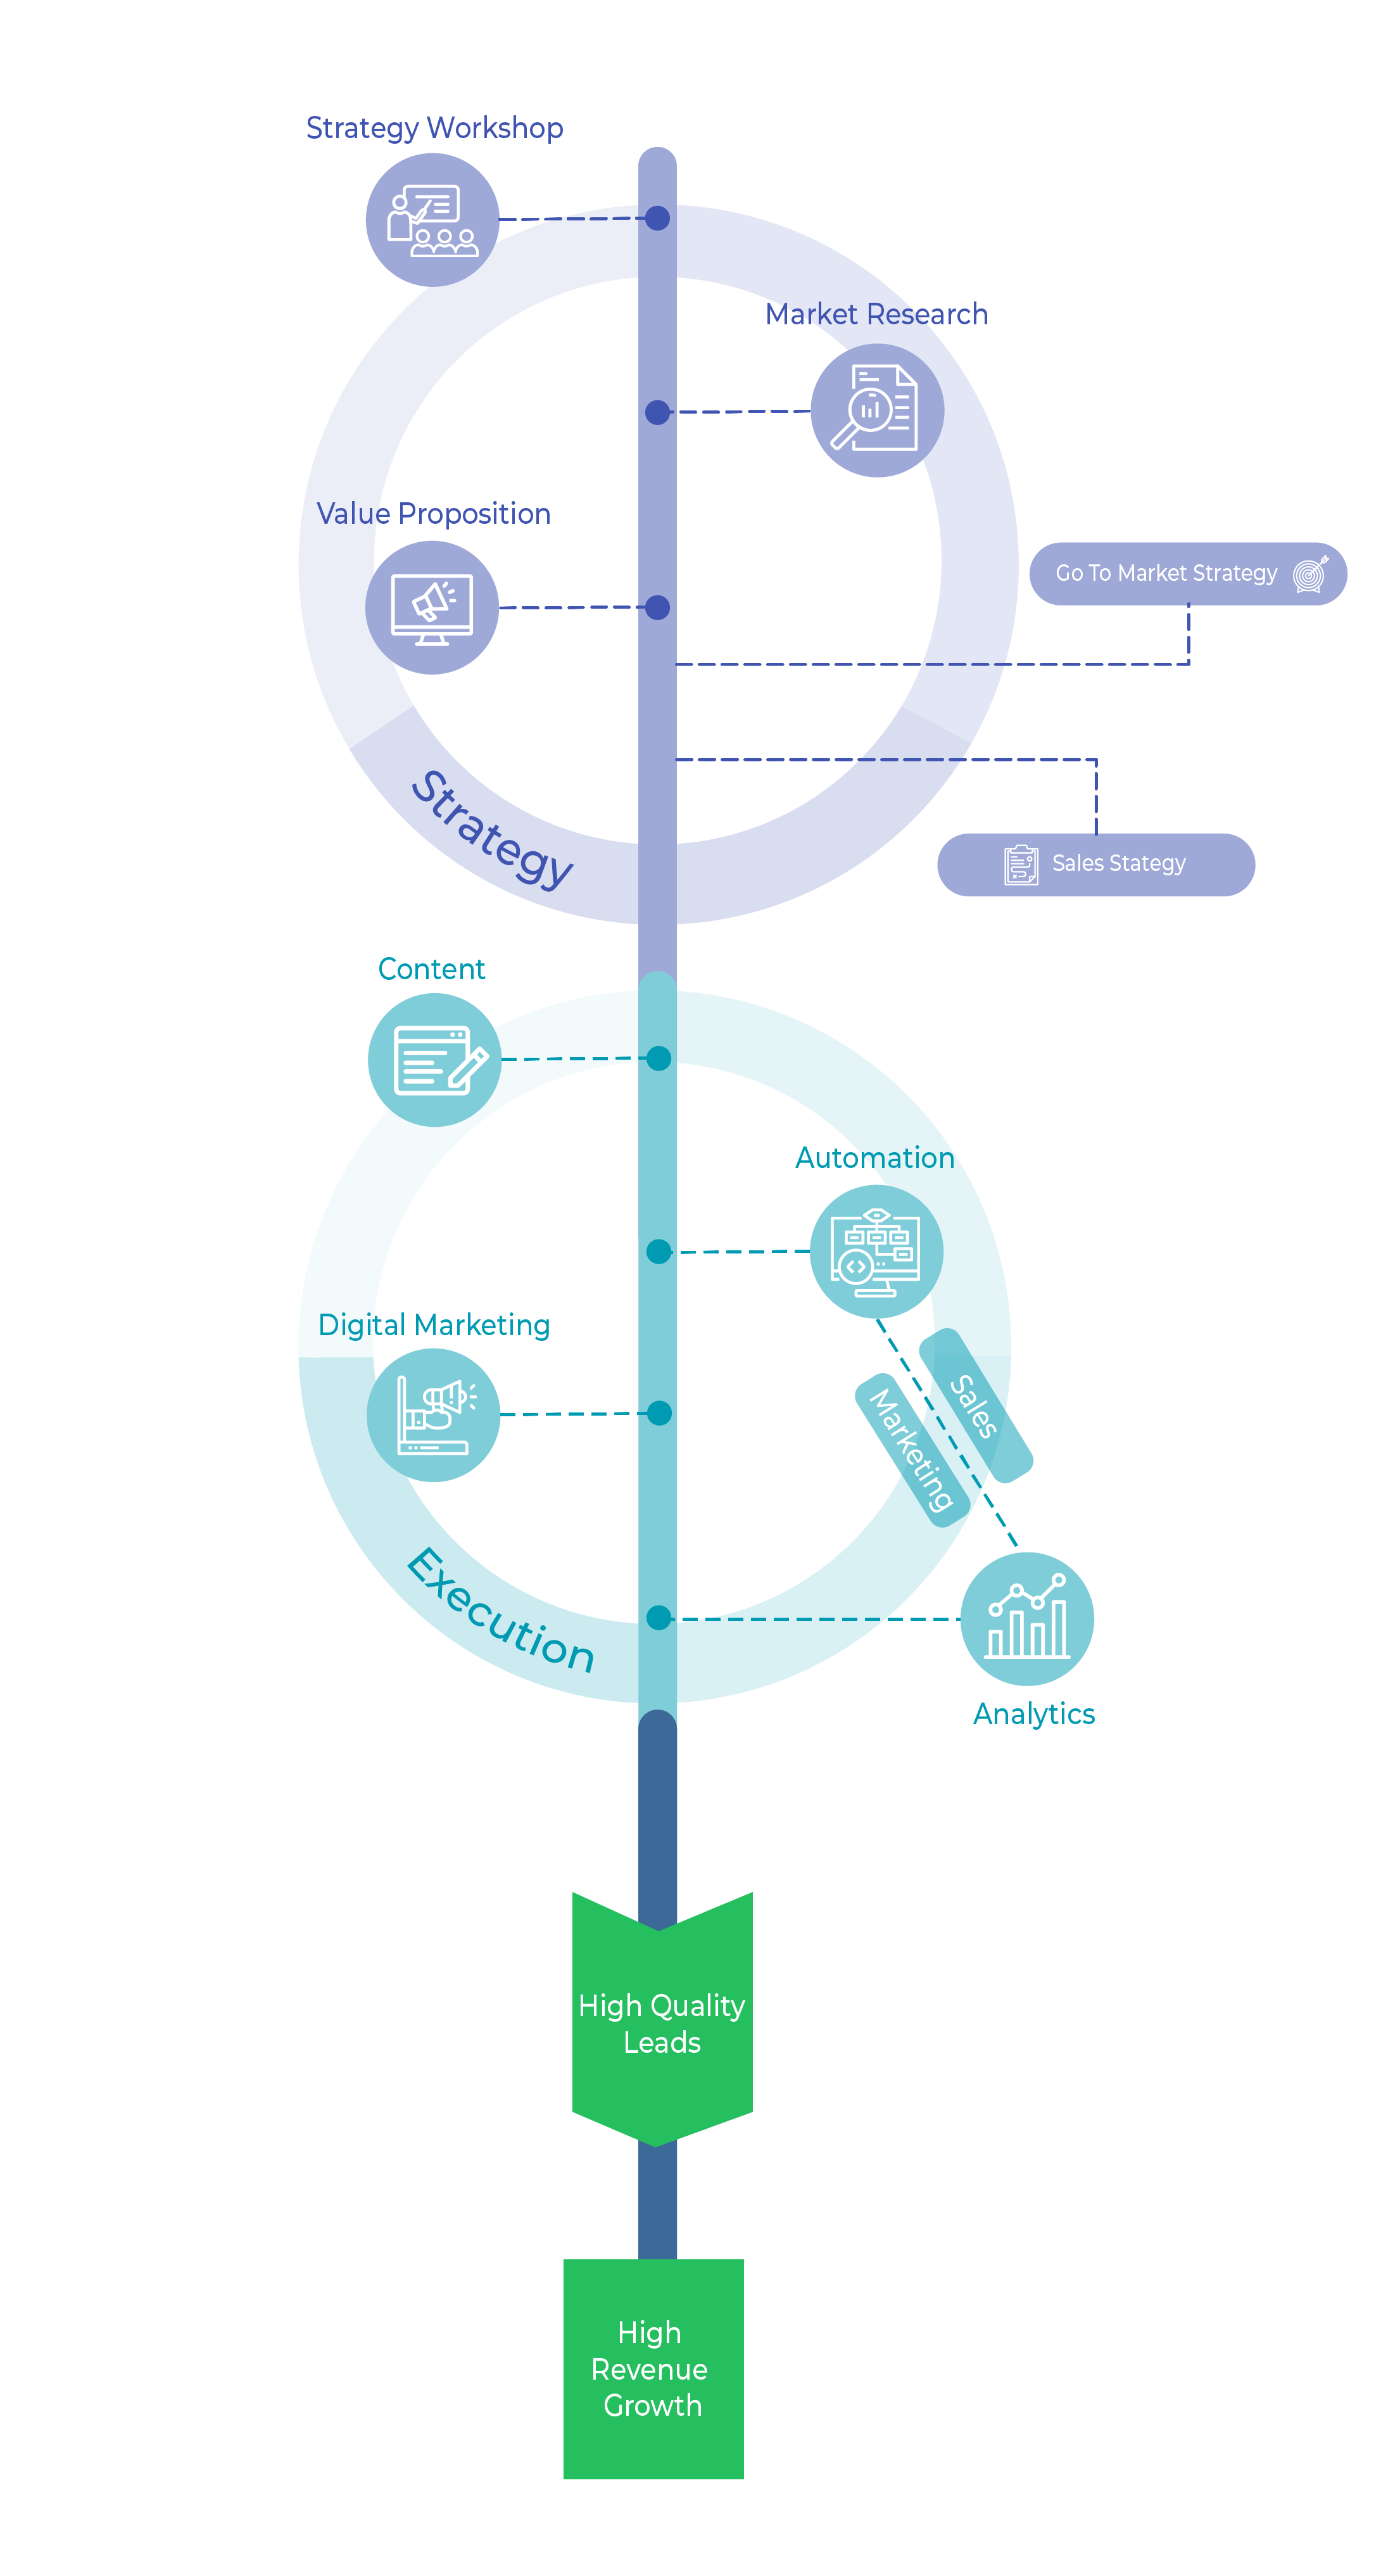 Strategy Workshop
Market Research
Value Proposition
Go To Market Strategy
Sales Stategy
Strategy
Content
Automation
Digital Marketing
Sales
Marketing
Execution
Analytics
High Quality
Leads
High
Revenue
Growth